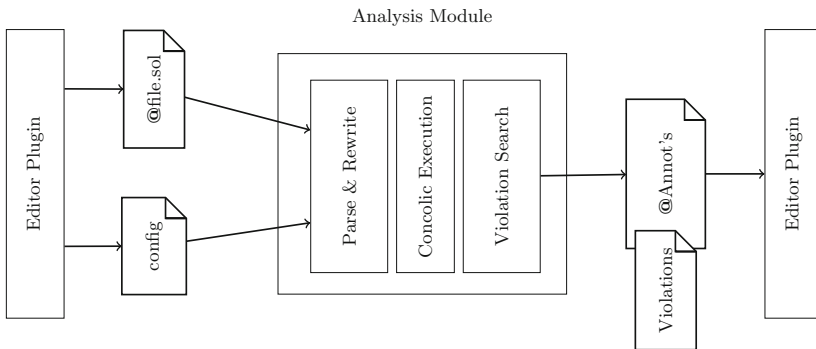 Analysis Module
Editor Plugin
@file.sol
config
Parse & Rewrite
Concolic Execution
Violation Search
@Annot's
Violations
Editor Plugin